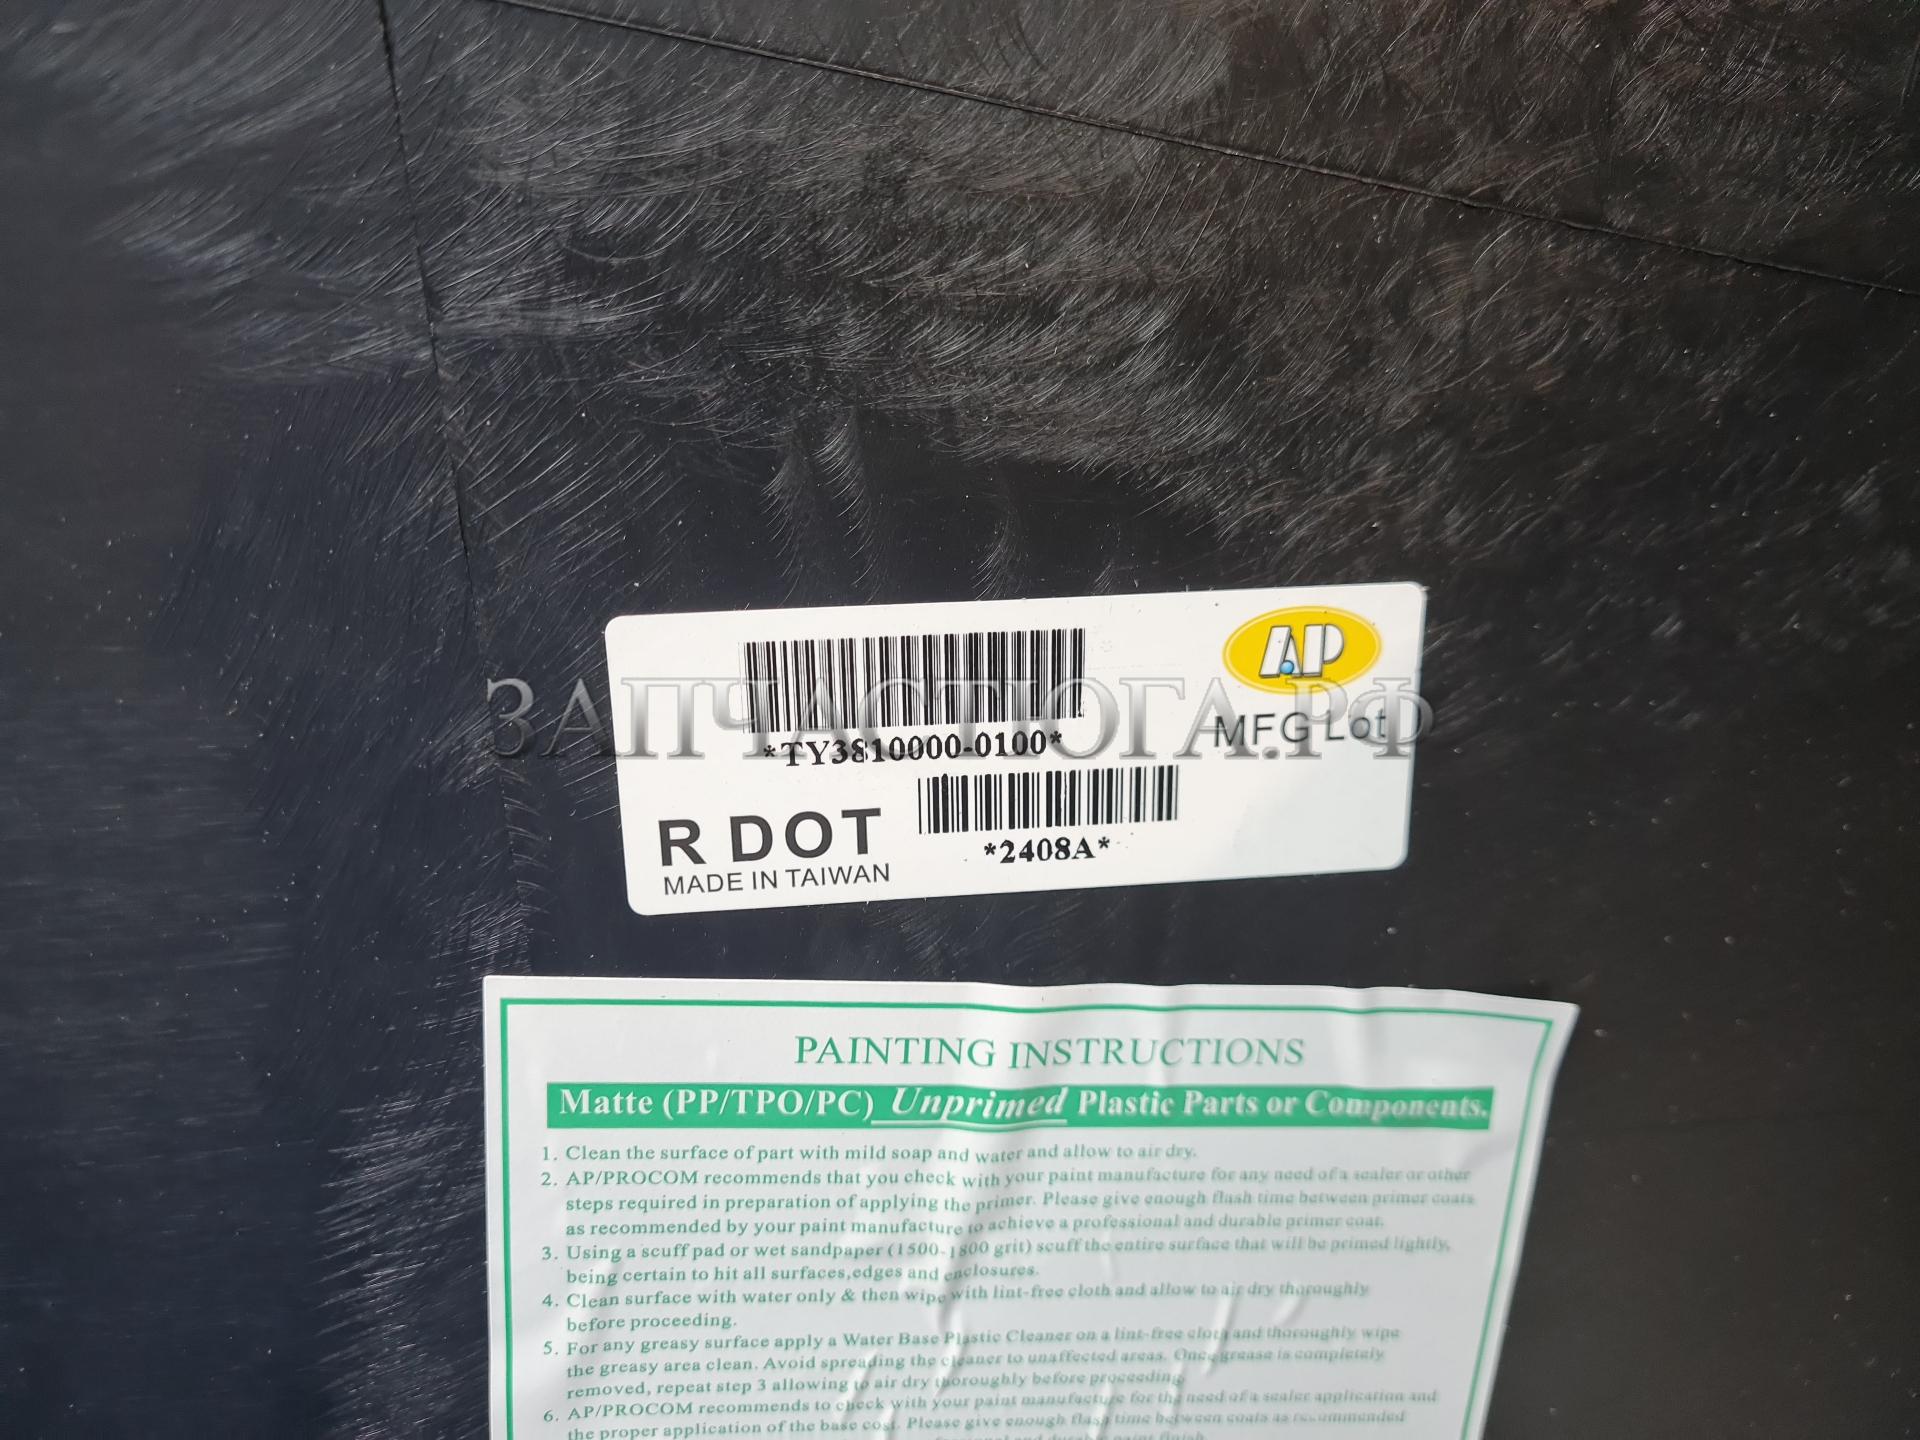 AP
*TY3810000-0100*
MFG Lot
ЗАПЧАСТЮГА.РФ
R DOT
*2408A*
MADE IN TAIWAN
PAINTING INSTRUCTIONS
Matte (PP/TPO/PC) Unprimed Plastic Parts or Components.
1. Clean the surface of part with mild soap and water and allow to air dry.
2. AP/PROCOM recommends that you check with your paint manufacture for any need of a sealer or other
steps required in preparation of applying the primer. Please give enough flash time between primer coats
as recommended by your paint manufacture to achieve a professional and durable primer coat.
3. Using a scuff pad or wet sandpaper (1500-1800 grit) scuff the entire surface that will be primed lightly,
being certain to hit all surfaces,edges and enclosures.
4. Clean surface with water only & then wipe with lint-free cloth and allow to air dry thoroughly
before proceeding.
5. For any greasy surface apply a Water Base Plastic Cleaner on a lint-free cloth and thoroughly wipe
the greasy area clean. Avoid spreading the cleaner to unaffected areas. Once grease is completely
removed, repeat step 3 allowing to air dry thoroughly before proceeding.
6. AP/PROCOM recommends to check with your paint manufacture for the need of a sealer application and
the proper application of the base cost. Please give enough flash time between coats as recommended